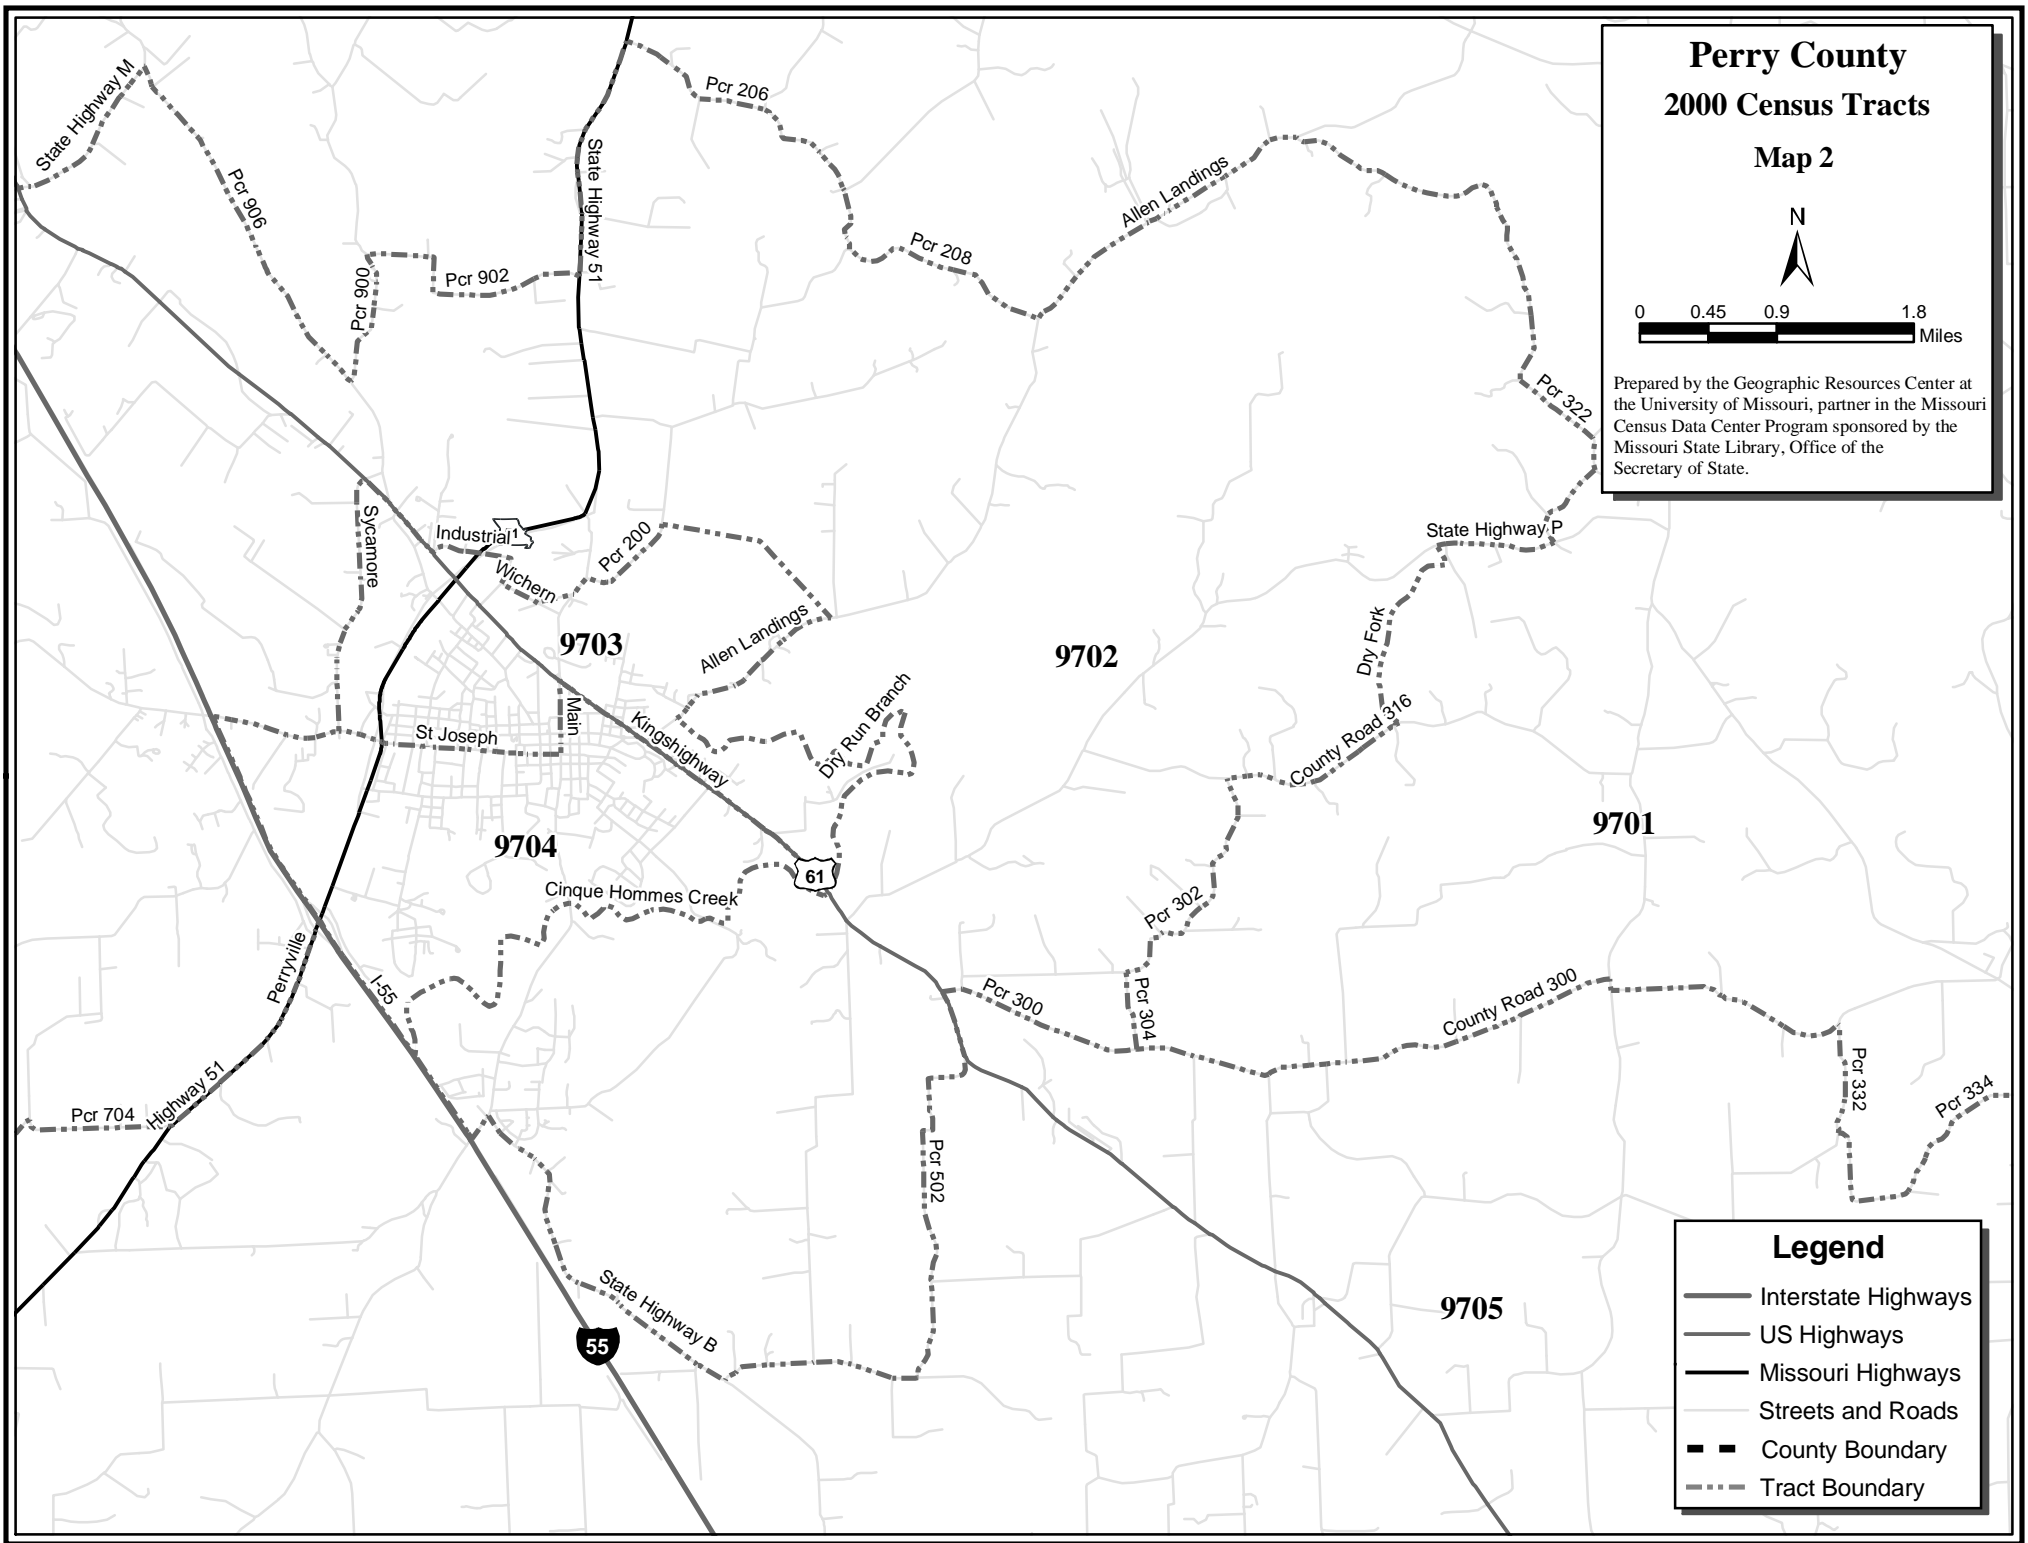 Perry County
2000 Census Tracts
Map 2
N
0 0.45 0.9 1.8
Miles
Prepared by the Geographic Resources Center at
the University of Missouri, partner in the Missouri
Census Data Center Program sponsored by the
Missouri State Library, Office of the
Secretary of State.
State Highway M
Pcr 906
Pcr 900
Pcr 902
State Highway 51
Pcr 206
Pcr 208
Allen Landings
Pcr 322
State Highway P
Dry Fork
County Road 316
Sycamore
Industrial
Wichern
Pcr 200
9703
Allen Landings
9702
Dry Run Branch
Main
Kingshighway
St Joseph
9704
61
9701
Cinque Hommes Creek
Pcr 302
Pcr 304
Pcr 300
County Road 300
Perryville
I-55
Highway 51
Pcr 704
Pcr 332
Pcr 334
Pcr 502
State Highway B
55
9705
Legend
Interstate Highways
US Highways
Missouri Highways
Streets and Roads
County Boundary
Tract Boundary